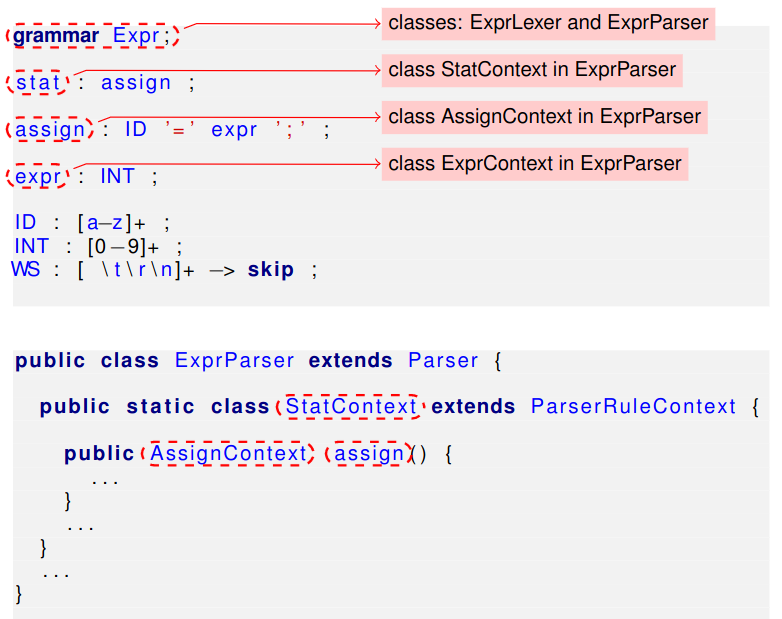 grammar Expr; classes: ExprLexer and ExprParser
stat : assign ; class StatContext in ExprParser
assign : ID '=' expr ';' ; class AssignContext in ExprParser
expr : INT ; class ExprContext in ExprParser
ID : [a-z]+ ;
INT : [0-9]+ ;
WS : [ \t\r\n]+ -> skip ;
public class ExprParser extends Parser {
public static class StatContext extends ParserRuleContext {
public AssignContext assign() {
...
}
...
}
...
}